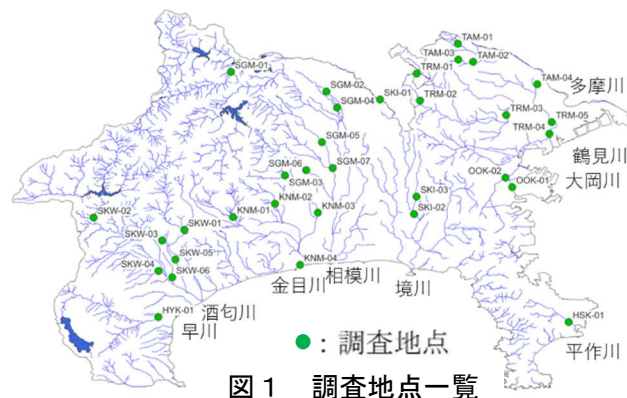 TAM-01
TAM-03
TAM-02
SGM-01
TRM-01
SGM-02
TAM-04
SKI-01
TRM-02
SGM-04
多摩川
TRM-03
TRM-05
TRM-04
SGM-05
鶴見川
SGM-06
SGM-07
SGM-03
OOK-02
大岡川
OOK-01
SKI-03
KNM-02
SKW-02
KNM-01
KNM-03
SKI-02
SKW-01
SKW-03
SKW-05
KNM-04
SKW-04
SKW-06
相模川
境川
金目川
酒匂川
HYK-01
早川
HSK-01
平作川
●：調査地点
図１　調査地点一覧